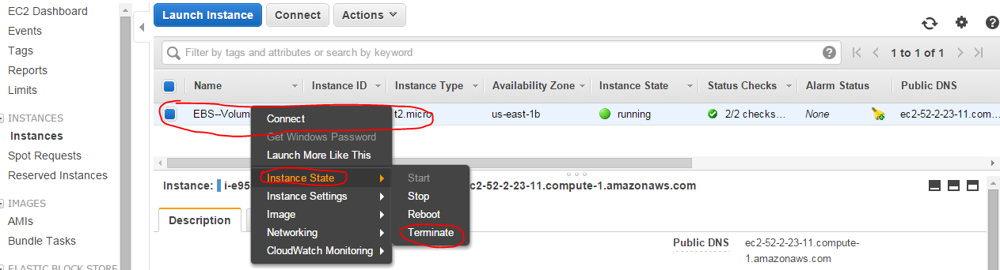 EC2 Dashboard
Events
Tags
Reports
Limits
INSTANCES
Instances
Spot Requests
Reserved Instances
IMAGES
AMIs
Bundle Tasks
ELASTIC BLOCK STORE
Launch Instance Connect Actions
Filter by tags and attributes or search by keyword
1 to 1 of 1
Name Instance ID Instance Type Availability Zone Instance State Status Checks Alarm Status Public DNS
EBS--Volum t2.micro us-east-1b running 2/2 checks… None ec2-52-2-23-11.com…
Connect
Get Windows Password
Launch More Like This
Instance State
Instance Settings
Image
Networking
CloudWatch Monitoring
Start
Stop
Reboot
Terminate
Instance: i-e95 c2-52-2-23-11.compute-1.amazonaws.com
Description
Public DNS ec2-52-2-23-11.compute-
1.amazonaws.com